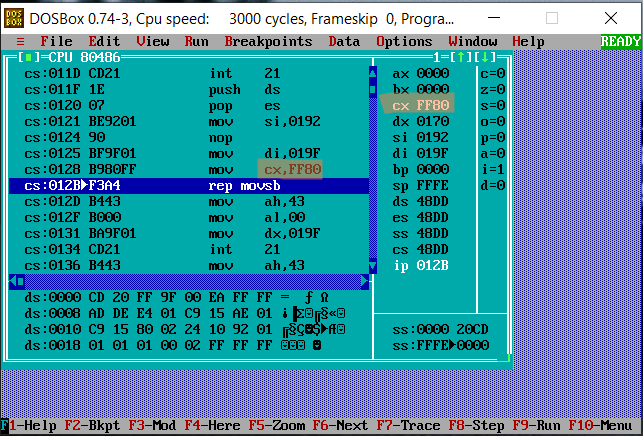 DOSBox 0.74-3, Cpu speed: 3000 cycles, Frameskip 0, Progra...
≡ File Edit View Run Breakpoints Data Options Window Help READY
[■]=CPU 80486 1=[↑][↓]
cs:011D CD21 int 21 ax 0000 c=0
cs:011F 1E push ds bx 0000 z=0
cs:0120 07 pop es cx FF80 s=0
cs:0121 BE9201 mov si,0192 dx 0170 o=0
cs:0124 90 nop si 0192 p=0
cs:0125 BF9F01 mov di,019F di 019F a=0
cs:0128 B980FF mov cx,FF80 bp 0000 i=1
cs:012B►F3A4 rep movsb sp FFFE d=0
cs:012D B443 mov ah,43 ds 48DD
cs:012F B000 mov al,00 es 48DD
cs:0131 BA9F01 mov dx,019F ss 48DD
cs:0134 CD21 int 21 cs 48DD
cs:0136 B443 mov ah,43 ip 012B
ds:0000 CD 20 FF 9F 00 EA FF FF = ƒ Ω
ds:0008 AD DE E4 01 C9 15 AE 01
ds:0010 C9 15 80 02 24 10 92 01 ss:0000 20CD
ds:0018 01 01 01 00 02 FF FF FF ss:FFFE►0000
F1-Help F2-Bkpt F3-Mod F4-Here F5-Zoom F6-Next F7-Trace F8-Step F9-Run F10-Menu